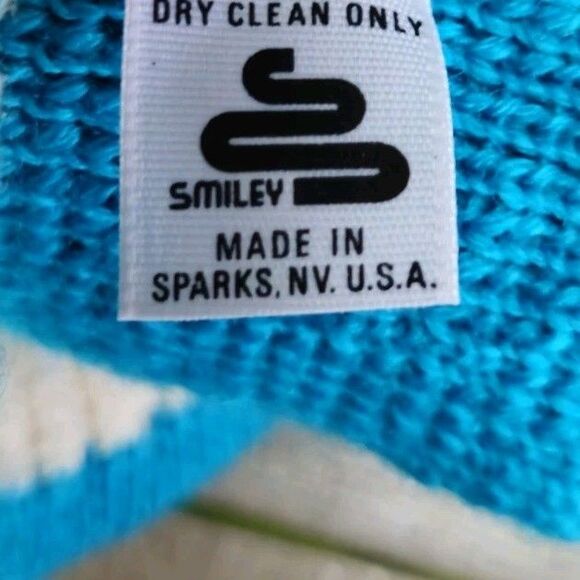 DRY CLEAN ONLY
SMILEY
MADE IN
SPARKS, NV. U.S.A.